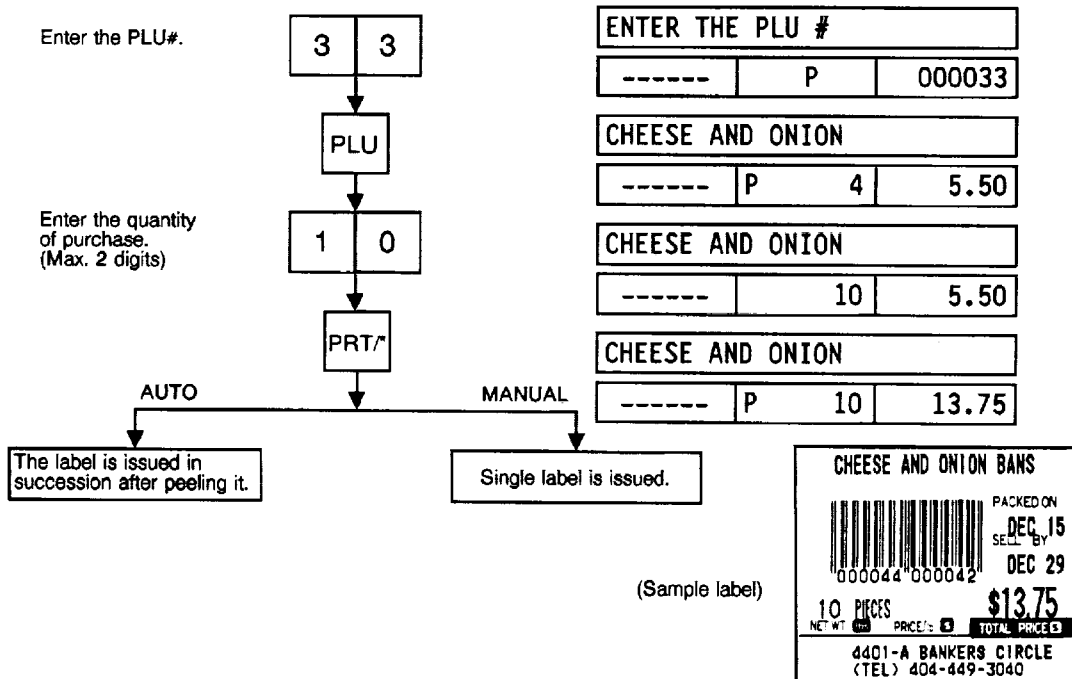 Enter the PLU#.
3 3
PLU
Enter the quantity
of purchase.
(Max. 2 digits)
1 0
PRT/*
AUTO
MANUAL
The label is issued in
succession after peeling it.
Single label is issued.
ENTER THE PLU #
------ P 000033
CHEESE AND ONION
------ P 4 5.50
CHEESE AND ONION
------ 10 5.50
CHEESE AND ONION
------ P 10 13.75
(Sample label)
CHEESE AND ONION BANS
PACKED ON
DEC 15
SELL BY
DEC 29
000044 000042
10 PIECES
$13.75
NET WT
TOTAL PRICE $
4401-A BANKERS CIRCLE
(TEL) 404-449-3040